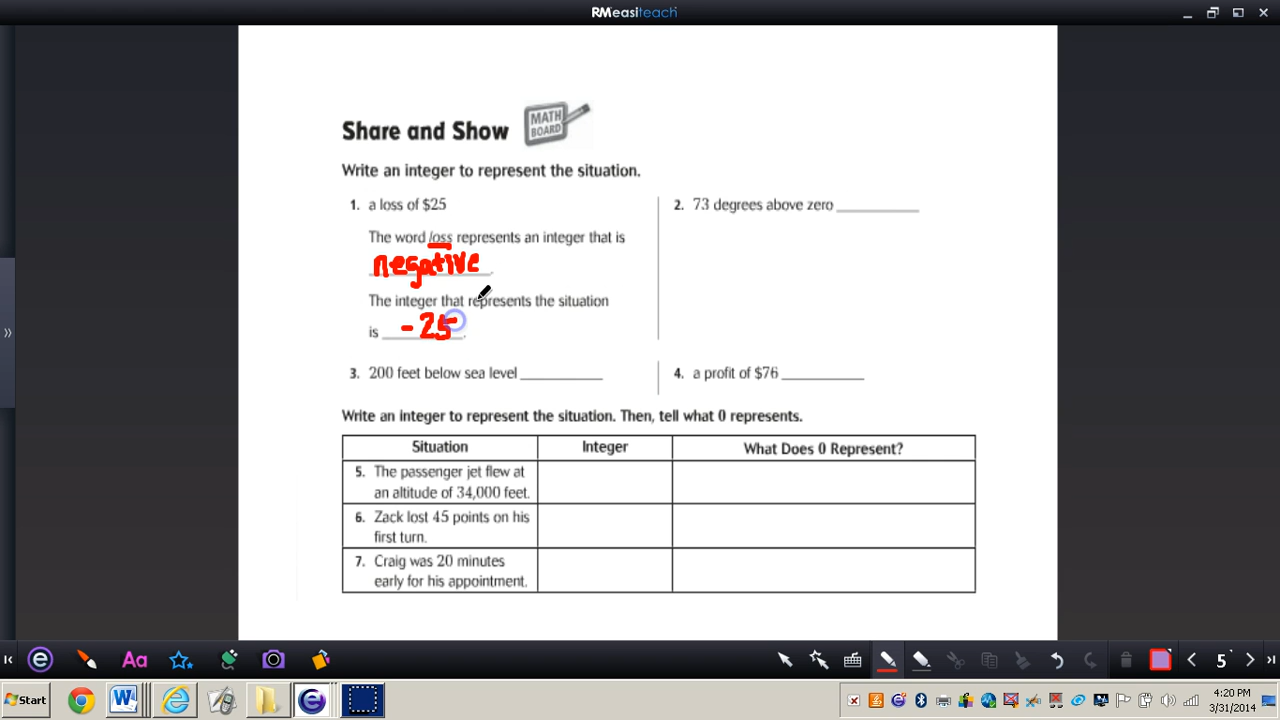 RM easiteach
Share and Show
MATH BOARD
Write an integer to represent the situation.
1. a loss of $25
The word loss represents an integer that is
negative.
The integer that represents the situation
is -25.
2. 73 degrees above zero
3. 200 feet below sea level
4. a profit of $76
Write an integer to represent the situation. Then, tell what 0 represents.
Situation Integer What Does 0 Represent?
5. The passenger jet flew at
an altitude of 34,000 feet.
6. Zack lost 45 points on his
first turn.
7. Craig was 20 minutes
early for his appointment.
Aa
5
Start
4:20 PM
3/31/2014